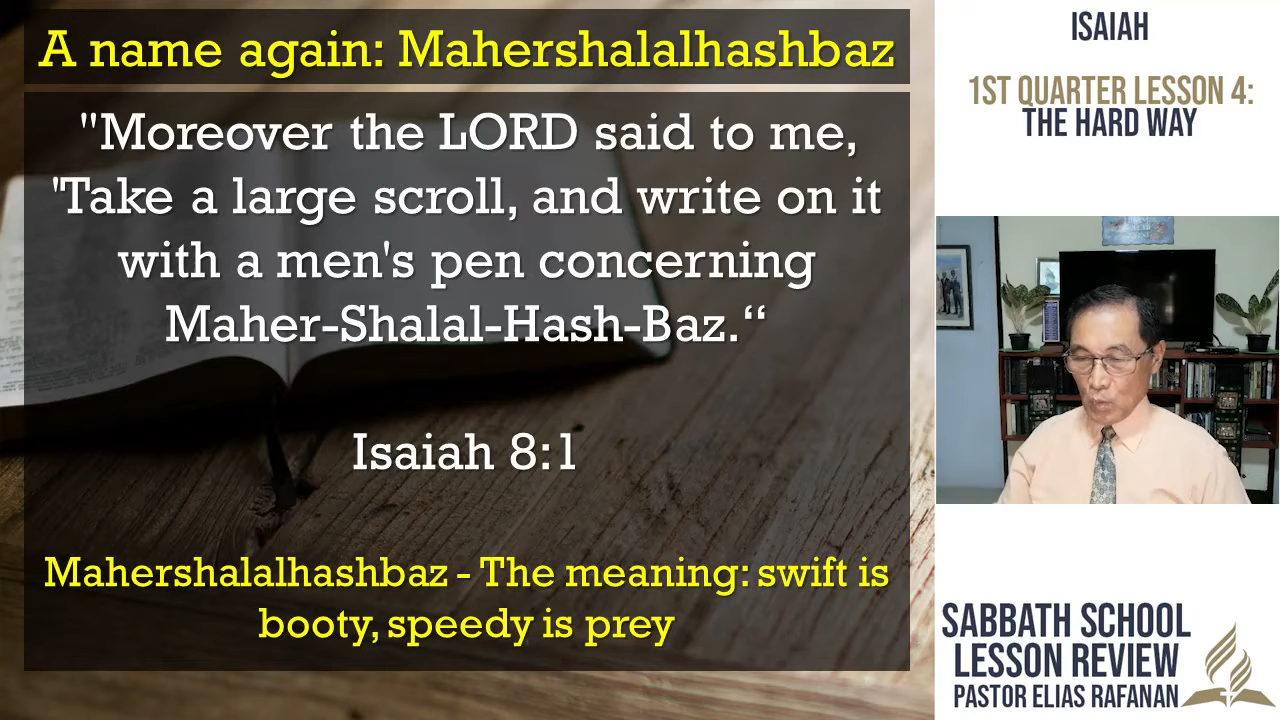 A name again: Mahershalalhashbaz
"Moreover the LORD said to me,
'Take a large scroll, and write on it
with a men's pen concerning
Maher-Shalal-Hash-Baz.“
Isaiah 8:1
Mahershalalhashbaz - The meaning: swift is
booty, speedy is prey
ISAIAH
1ST QUARTER LESSON 4:
THE HARD WAY
SABBATH SCHOOL
LESSON REVIEW
PASTOR ELIAS RAFANAN